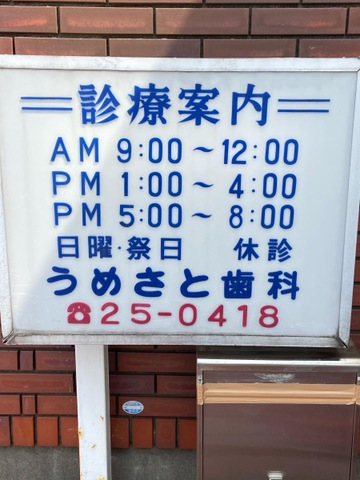 診療案内
AM 9:00～12:00
PM 1:00～4:00
PM 5:00～8:00
日曜·祭日 休診
うめさと歯科
☎25-0418